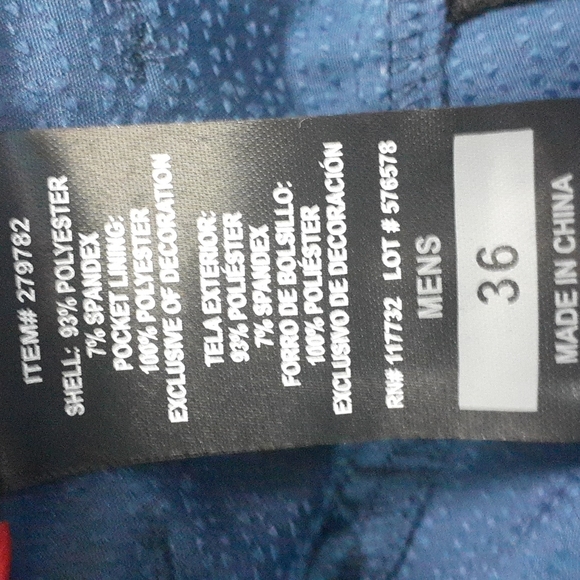 ITEM# 279782
SHELL: 93% POLYESTER
7% SPANDEX
POCKET LINING:
100% POLYESTER
EXCLUSIVE OF DECORATION
TELA EXTERIOR:
93% POLIÉSTER
7% SPANDEX
FORRO DE BOLSILLO:
100% POLIÉSTER
EXCLUSIVO DE DECORACIÓN
RN# 117732 LOT # 576578
MENS
36
MADE IN CHINA